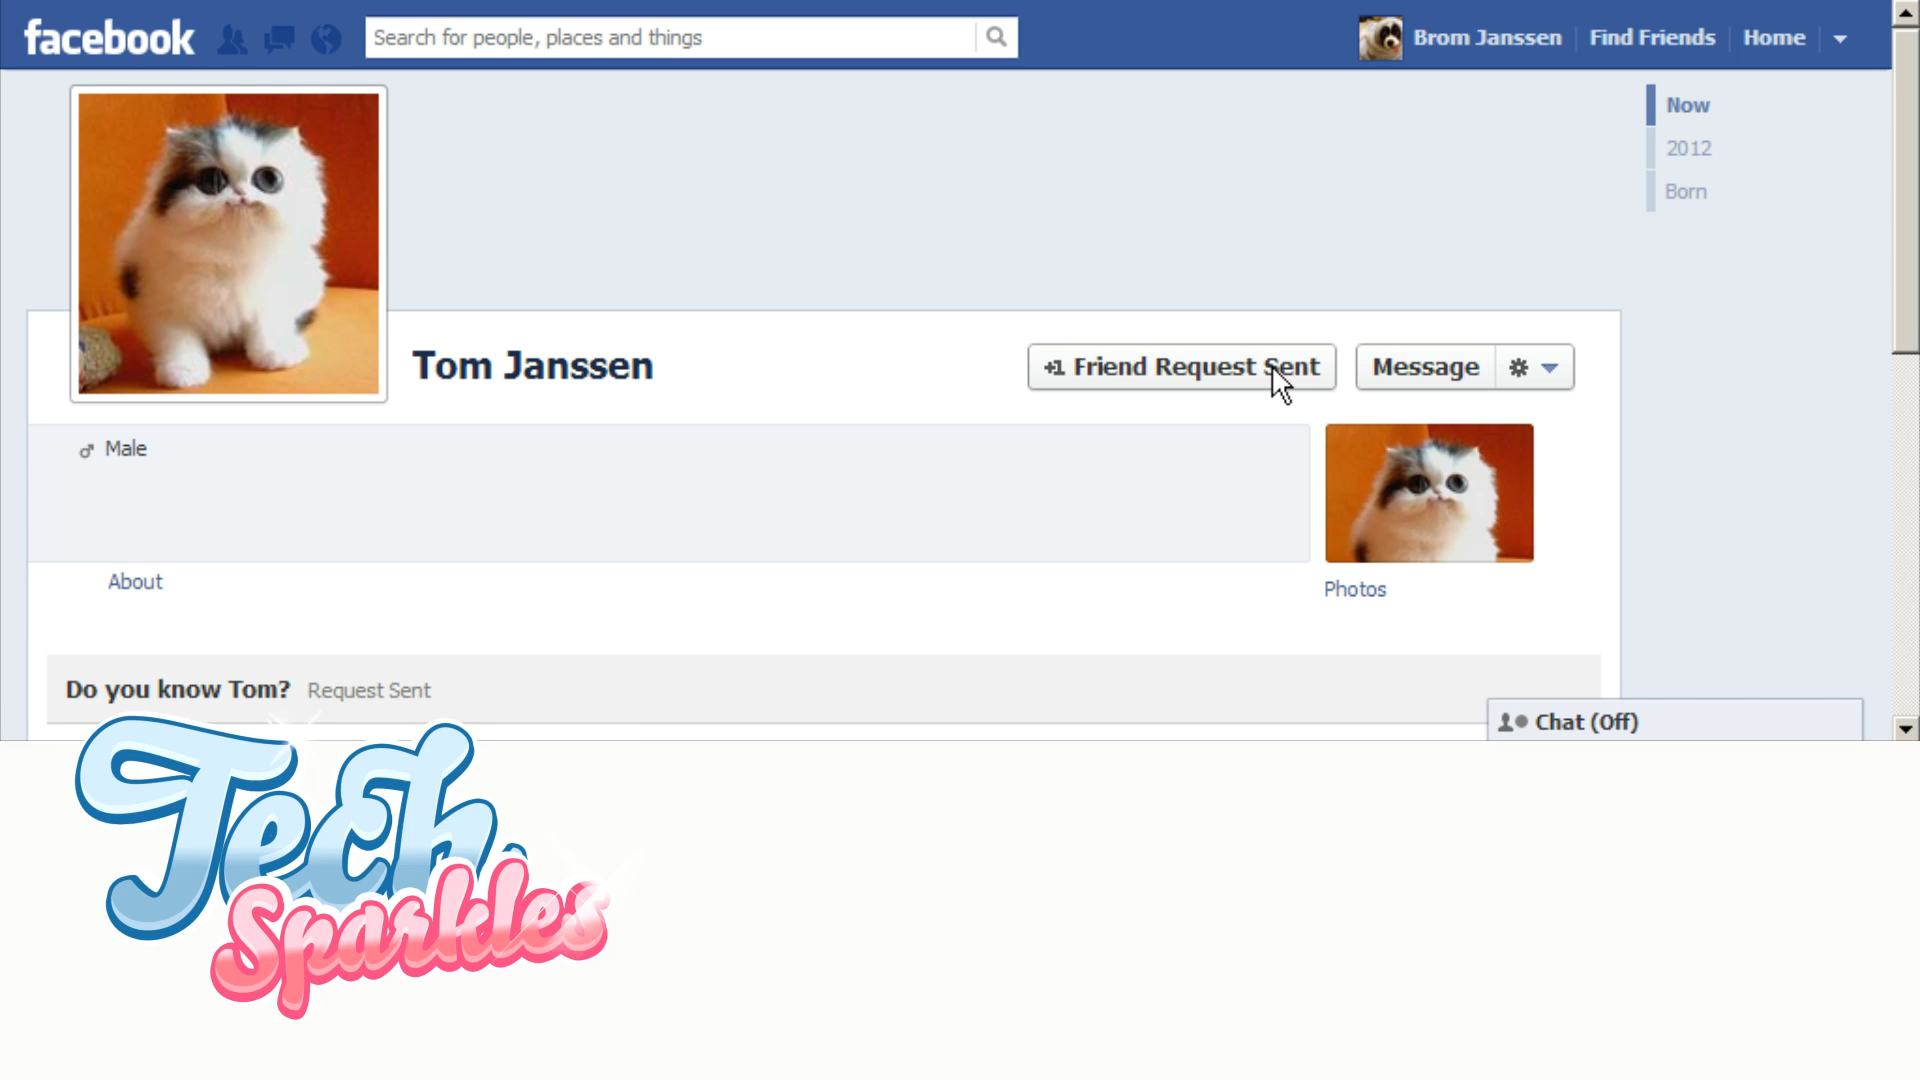 facebook
Search for people, places and things
Brom Janssen
Find Friends
Home
Now
2012
Born
Tom Janssen
+1 Friend Request Sent
Message
♂ Male
About
Photos
Do you know Tom? Request Sent
Chat (Off)
Tech
Sparkles